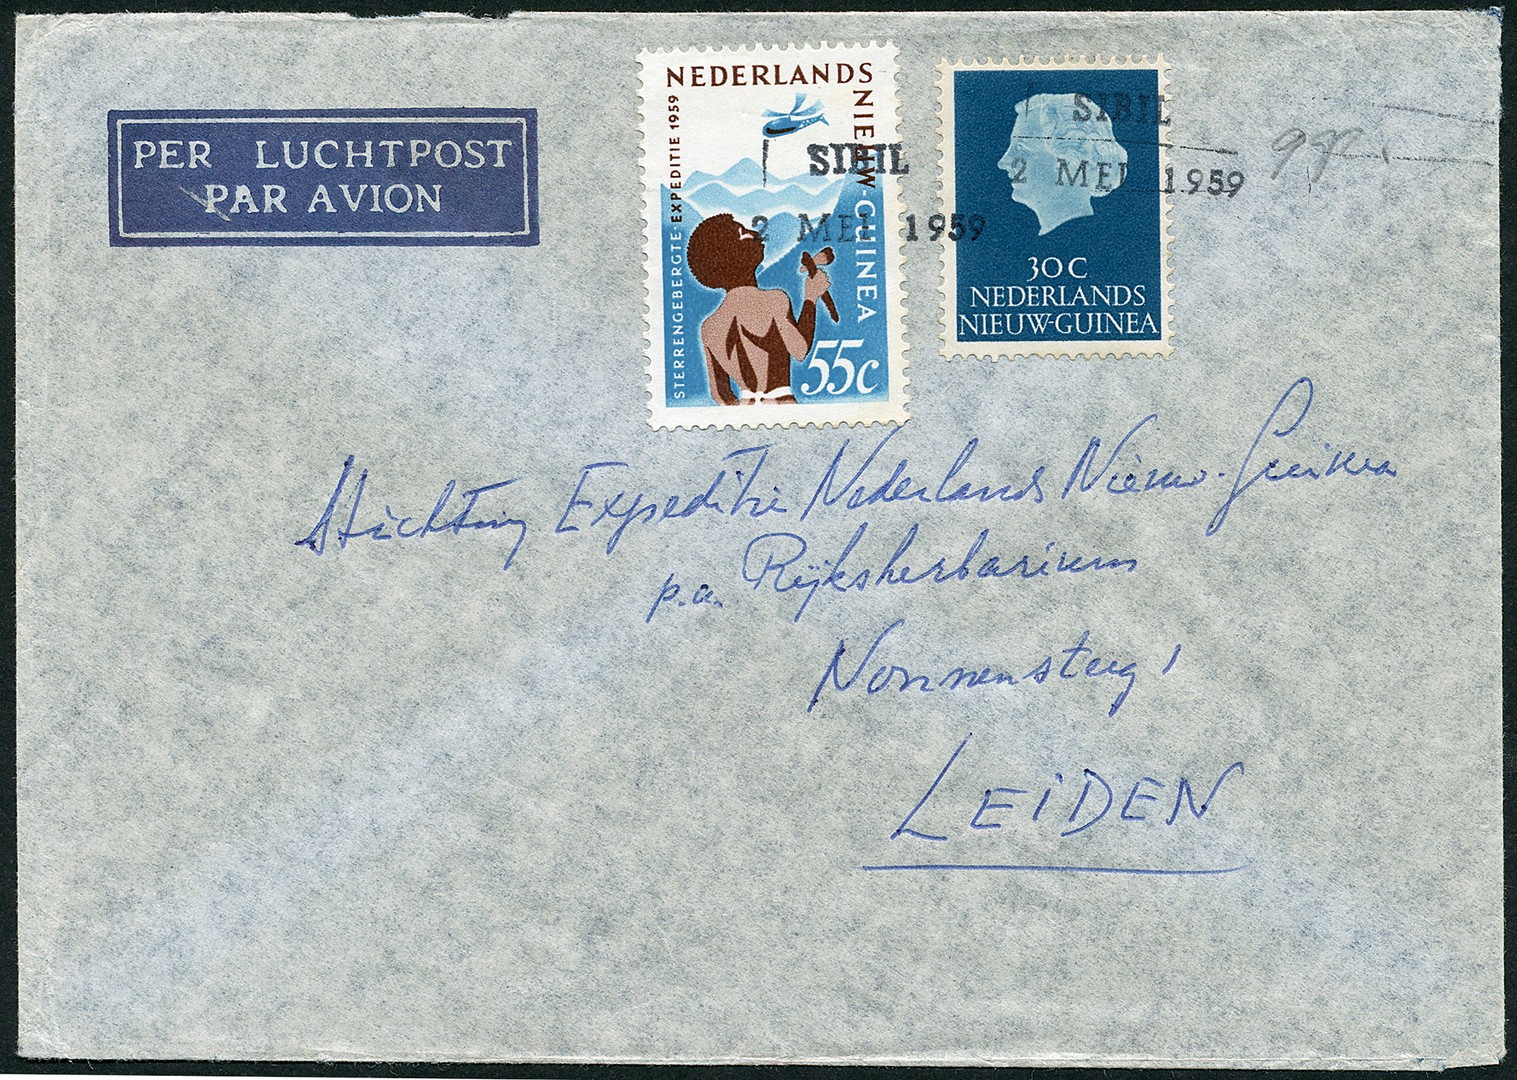 PER LUCHTPOST
PAR AVION
NEDERLANDS
NIEUW-GUINEA
STERRENGEBERGTE-EXPEDITIE 1959
55c
SIBIL
2 MEI 1959
30 C
NEDERLANDS
NIEUW-GUINEA
SIBIL
2 MEI 1959
Stichting Expeditie Nederlands Nieuw-Guinea
p.a. Rijksherbarium
Nonnensteeg 1
LEIDEN